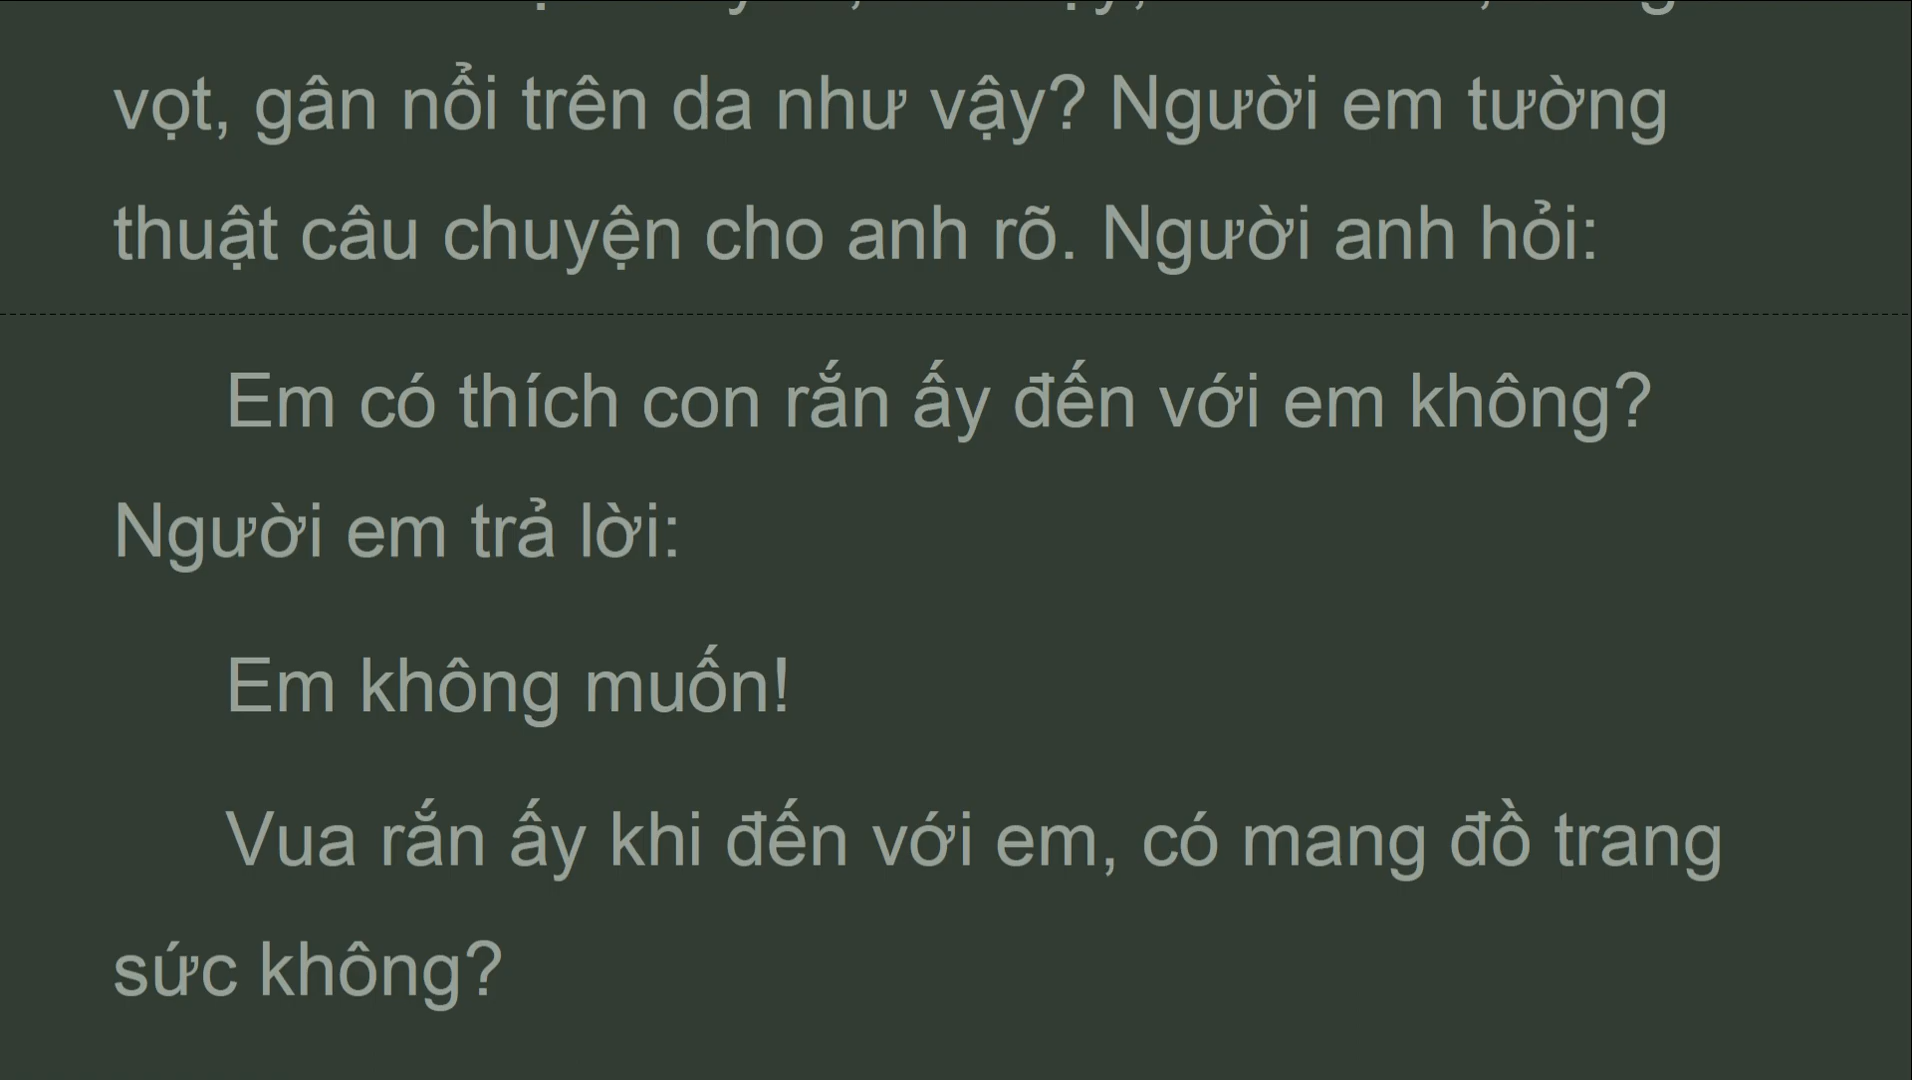 vọt, gân nổi trên da như vậy? Người em tường
thuật câu chuyện cho anh rõ. Người anh hỏi:
Em có thích con rắn ấy đến với em không?
Người em trả lời:
Em không muốn!
Vua rắn ấy khi đến với em, có mang đồ trang
sức không?